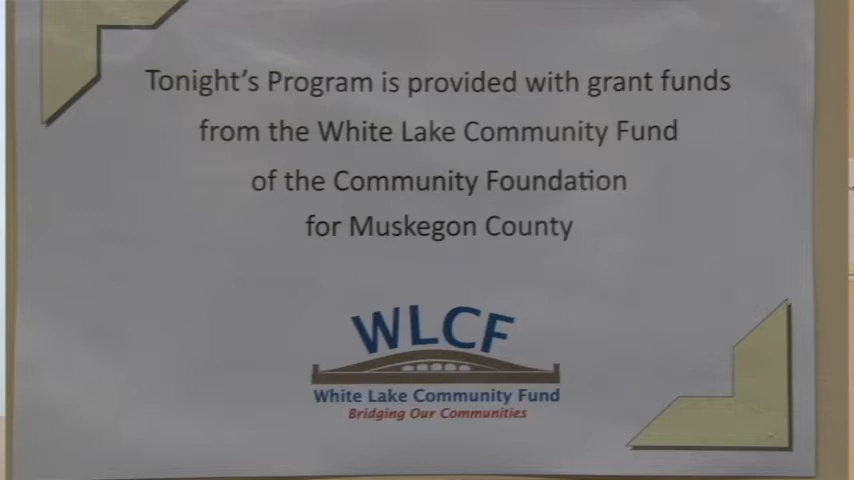 Tonight's Program is provided with grant funds
from the White Lake Community Fund
of the Community Foundation
for Muskegon County
WLCF
White Lake Community Fund
Bridging Our Communities